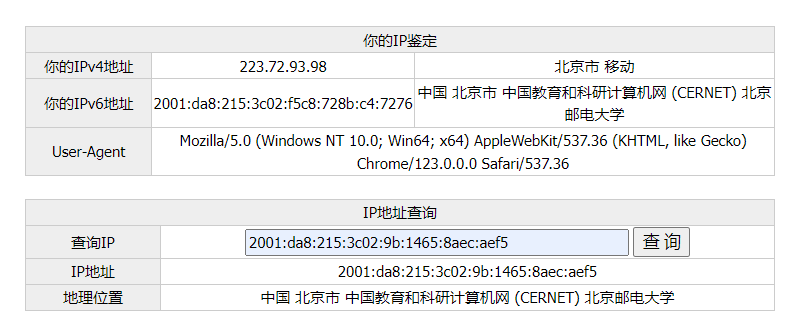 你的IP鉴定
你的IPv4地址 223.72.93.98 北京市 移动
你的IPv6地址 2001:da8:215:3c02:f5c8:728b:c4:7276 中国 北京市 中国教育和科研计算机网 (CERNET) 北京
邮电大学
User-Agent Mozilla/5.0 (Windows NT 10.0; Win64; x64) AppleWebKit/537.36 (KHTML, like Gecko)
Chrome/123.0.0.0 Safari/537.36
IP地址查询
查询IP 2001:da8:215:3c02:9b:1465:8aec:aef5 查询
IP地址 2001:da8:215:3c02:9b:1465:8aec:aef5
地理位置 中国 北京市 中国教育和科研计算机网 (CERNET) 北京邮电大学